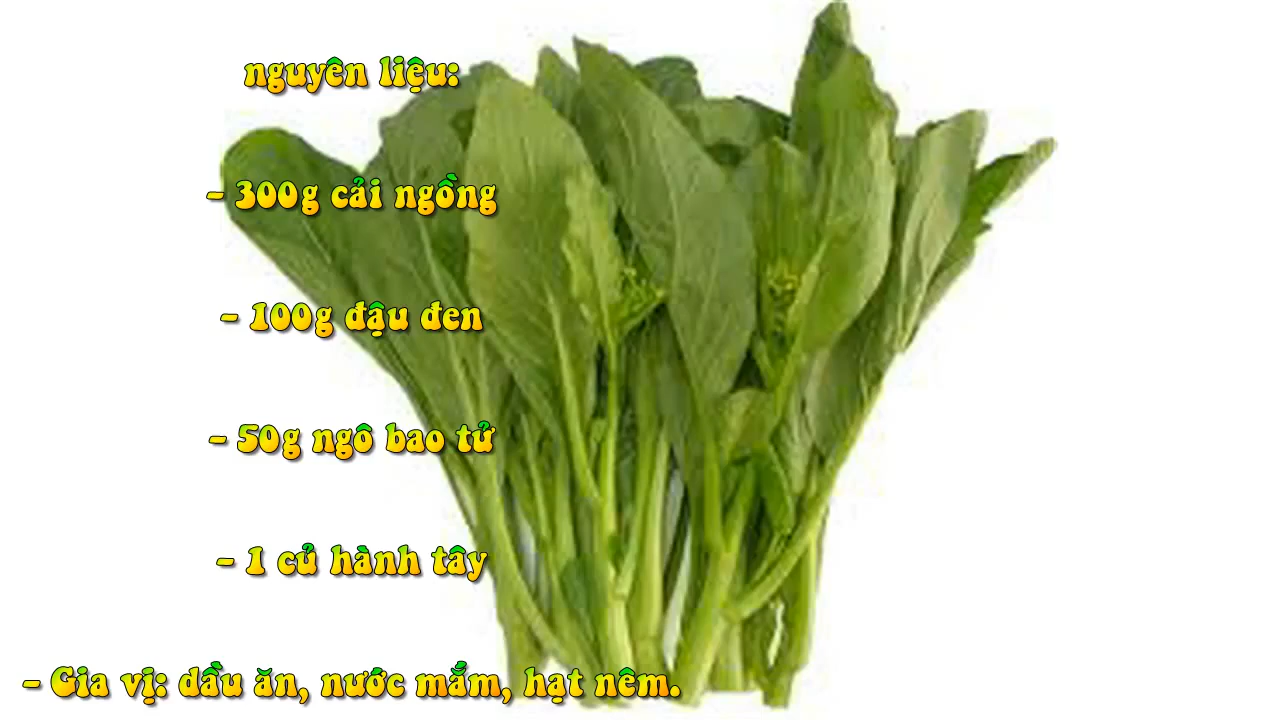 nguyên liệu:
- 300g cải ngồng
- 100g đậu đen
- 50g ngô bao tử
- 1 củ hành tây
- Gia vị: dầu ăn, nước mắm, hạt nêm.